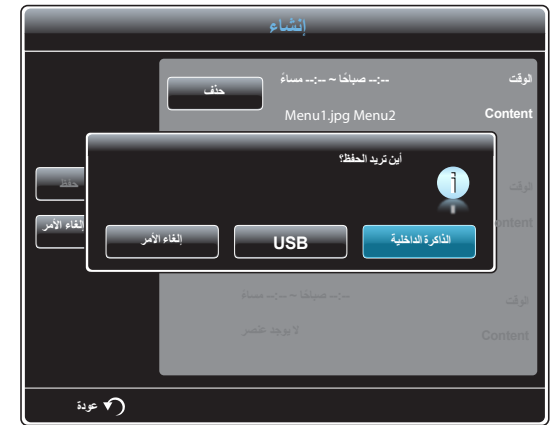 إنشاء
الوقت --:-- صباحًا ~ --:-- مساءً
حذف
Content Menu1.jpg Menu2
أين تريد الحفظ؟
الوقت
حفظ
Content
إلغاء الأمر
الذاكرة الداخلية
USB
إلغاء الأمر
الوقت --:-- صباحًا ~ --:-- مساءً
Content لا يوجد عنصر
عودة